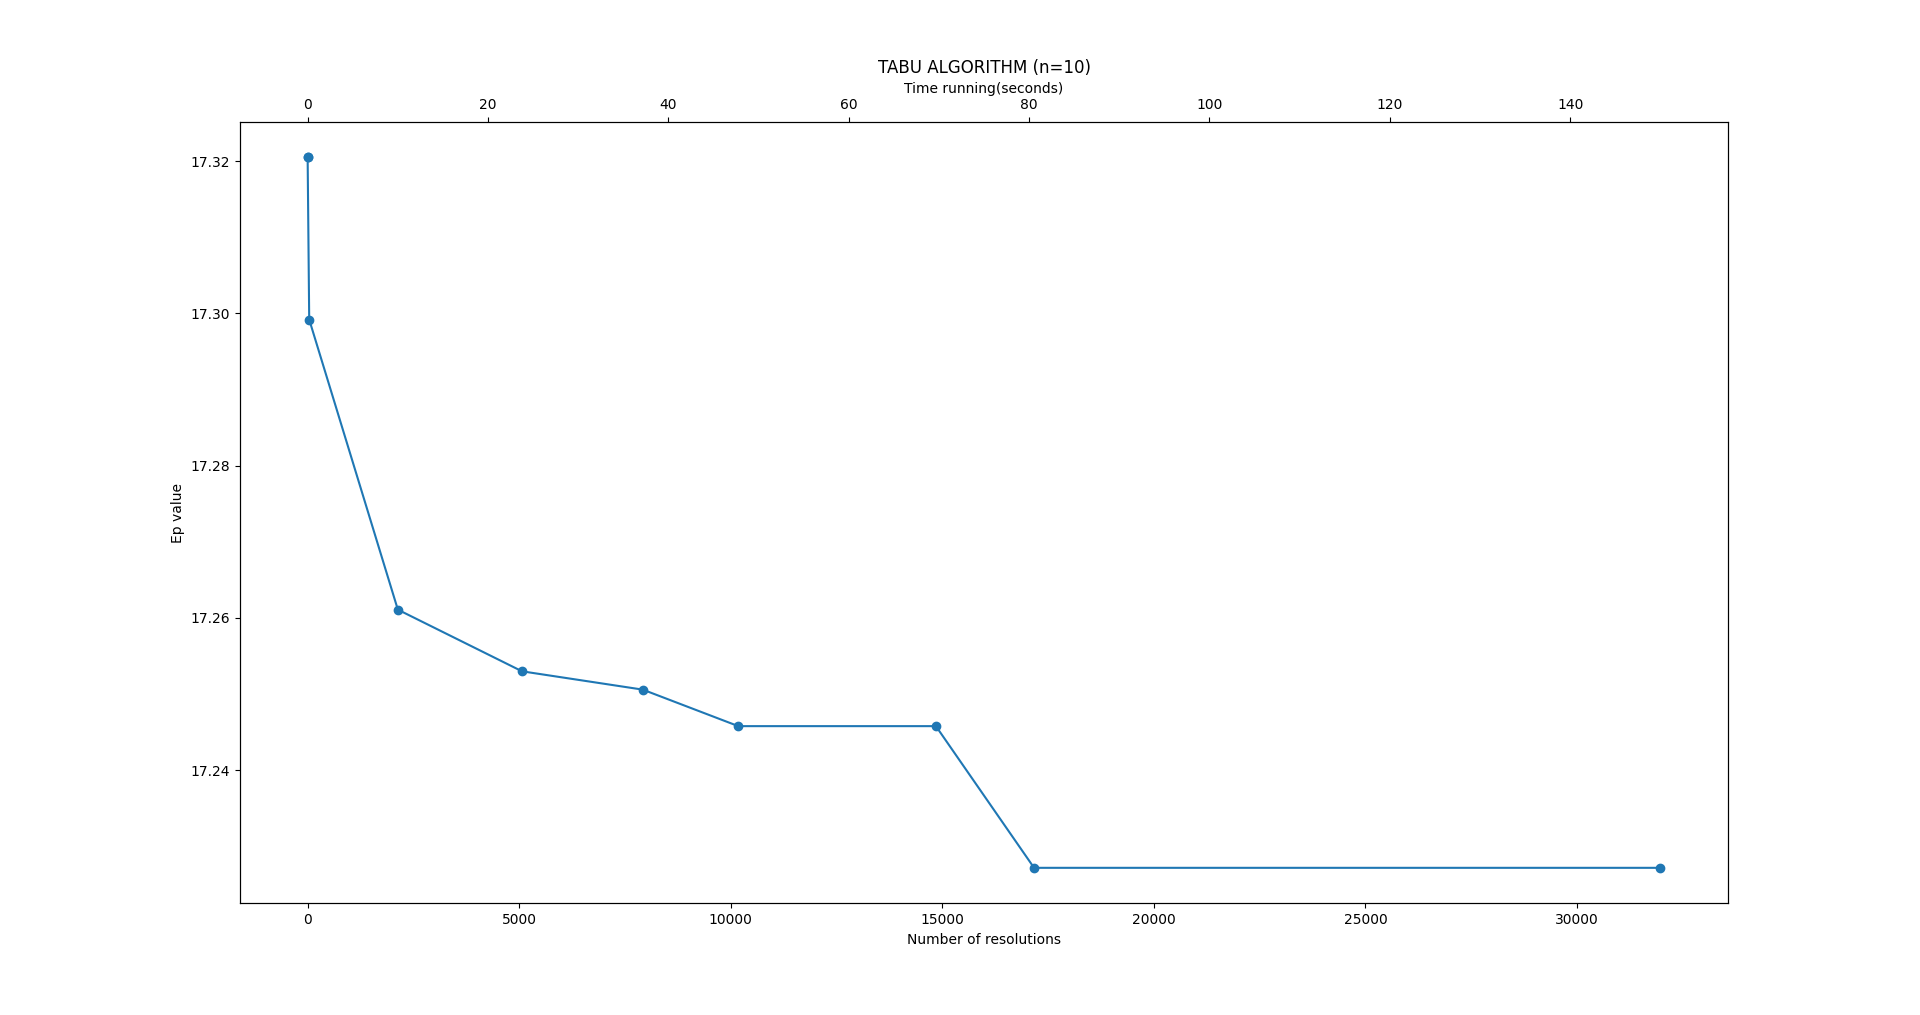 TABU ALGORITHM (n=10)
Time running(seconds)
0 20 40 60 80 100 120 140
17.32
17.30
17.28
17.26
17.24
Ep value
0 5000 10000 15000 20000 25000 30000
Number of resolutions